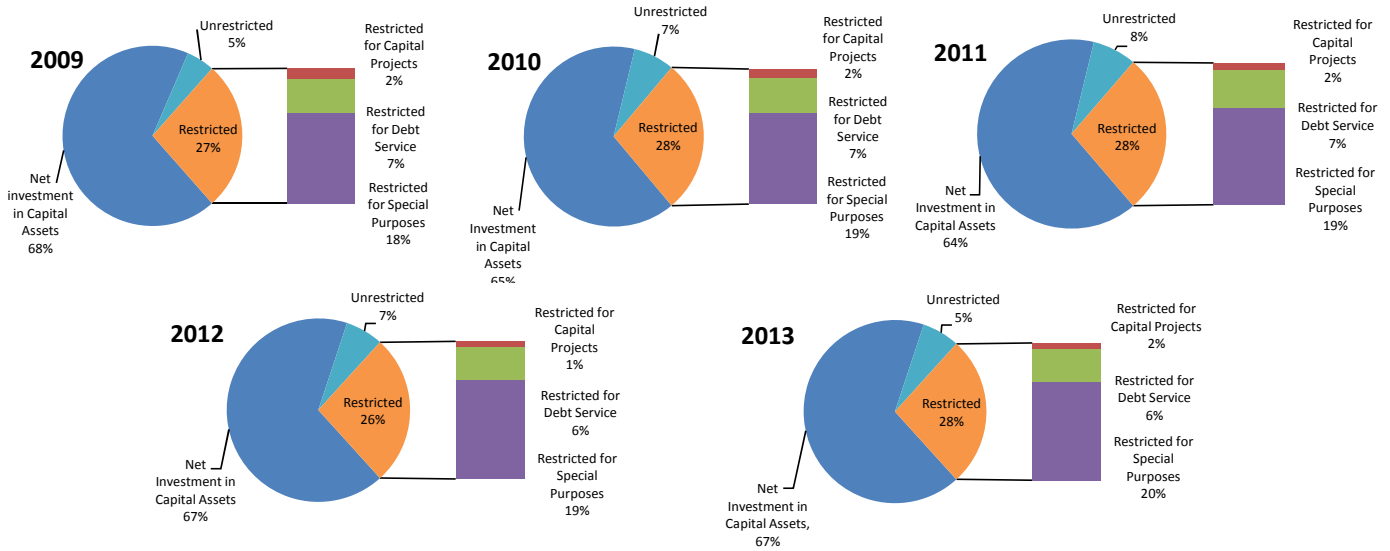 2009
Unrestricted
5%
Restricted
for Capital
Projects
2%
Restricted
for Debt
Service
7%
Restricted
for Special
Purposes
18%
Restricted
27%
Net
investment
in Capital
Assets
68%
2010
Unrestricted
7%
Restricted
for Capital
Projects
2%
Restricted
for Debt
Service
7%
Restricted
for Special
Purposes
19%
Restricted
28%
Net
Investment
in Capital
Assets
65%
2011
Unrestricted
8%
Restricted
for
Capital
Projects
2%
Restricted
for Debt
Service
7%
Restricted
for
Special
Purposes
19%
Restricted
28%
Net
Investment in
Capital Assets
64%
2012
Unrestricted
7%
Restricted for
Capital
Projects
1%
Restricted for
Debt Service
6%
Restricted for
Special
Purposes
19%
Restricted
26%
Net
Investment in
Capital Assets
67%
2013
Unrestricted
5%
Restricted for
Capital Projects
2%
Restricted for
Debt Service
6%
Restricted for
Special
Purposes
20%
Restricted
28%
Net
Investment in
Capital Assets,
67%